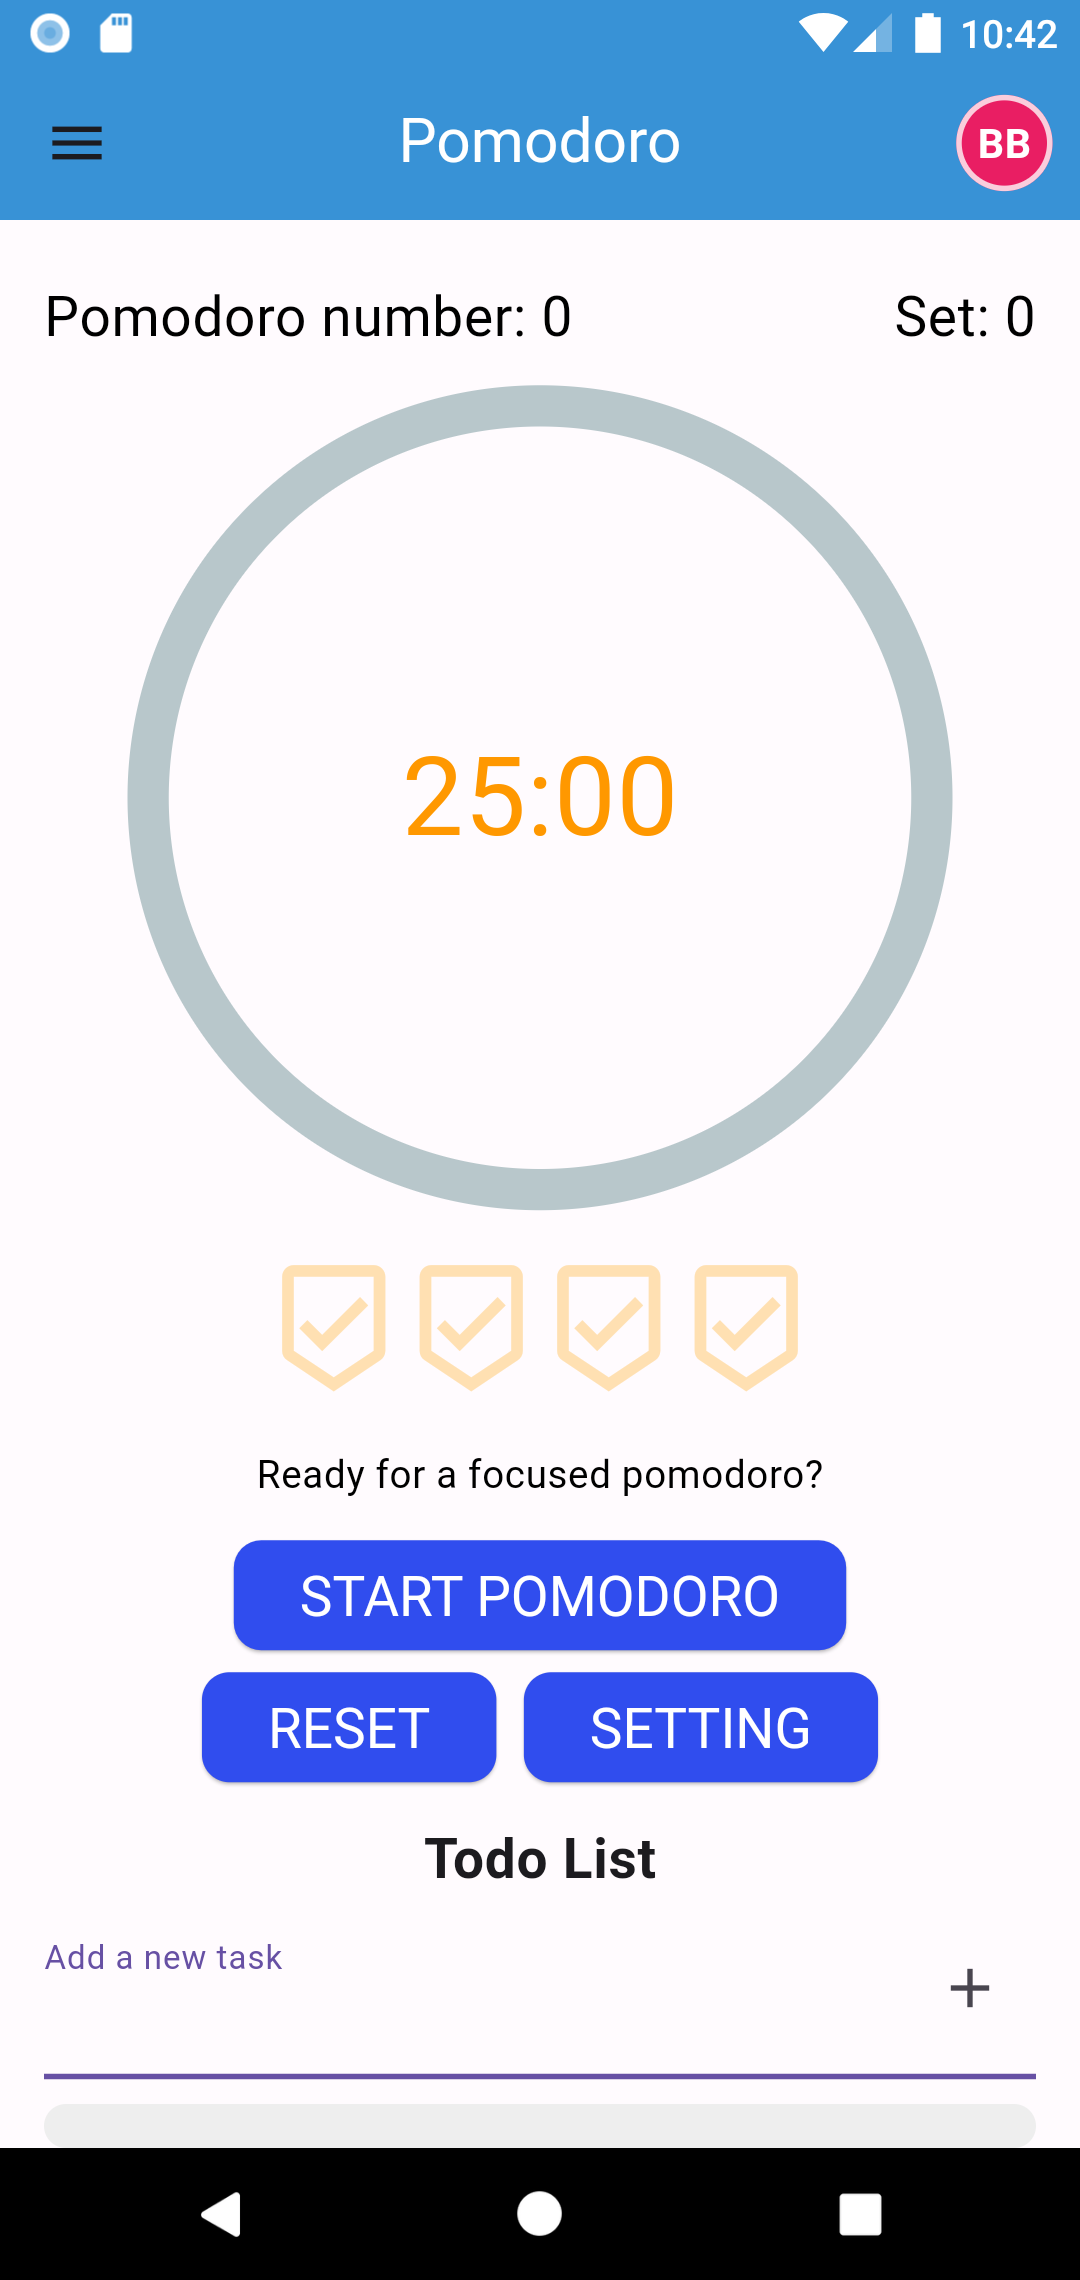 10:42
Pomodoro
BB
Pomodoro number: 0
Set: 0
25:00
Ready for a focused pomodoro?
START POMODORO
RESET
SETTING
Todo List
Add a new task